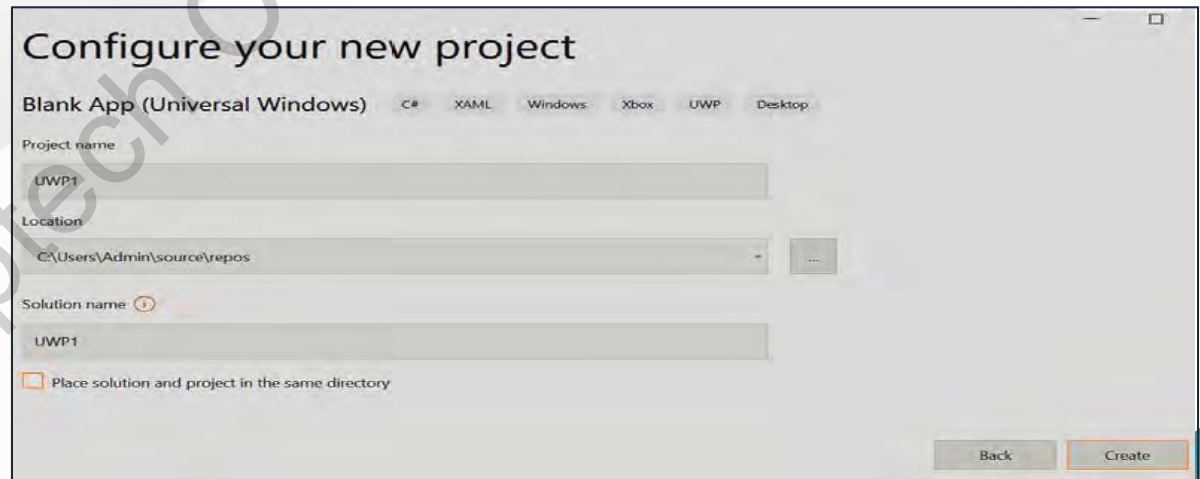 Configure your new project
Blank App (Universal Windows) C# XAML Windows Xbox UWP Desktop
Project name
UWP1
Location
C:\Users\Admin\source\repos
...
Solution name
UWP1
Place solution and project in the same directory
Back Create